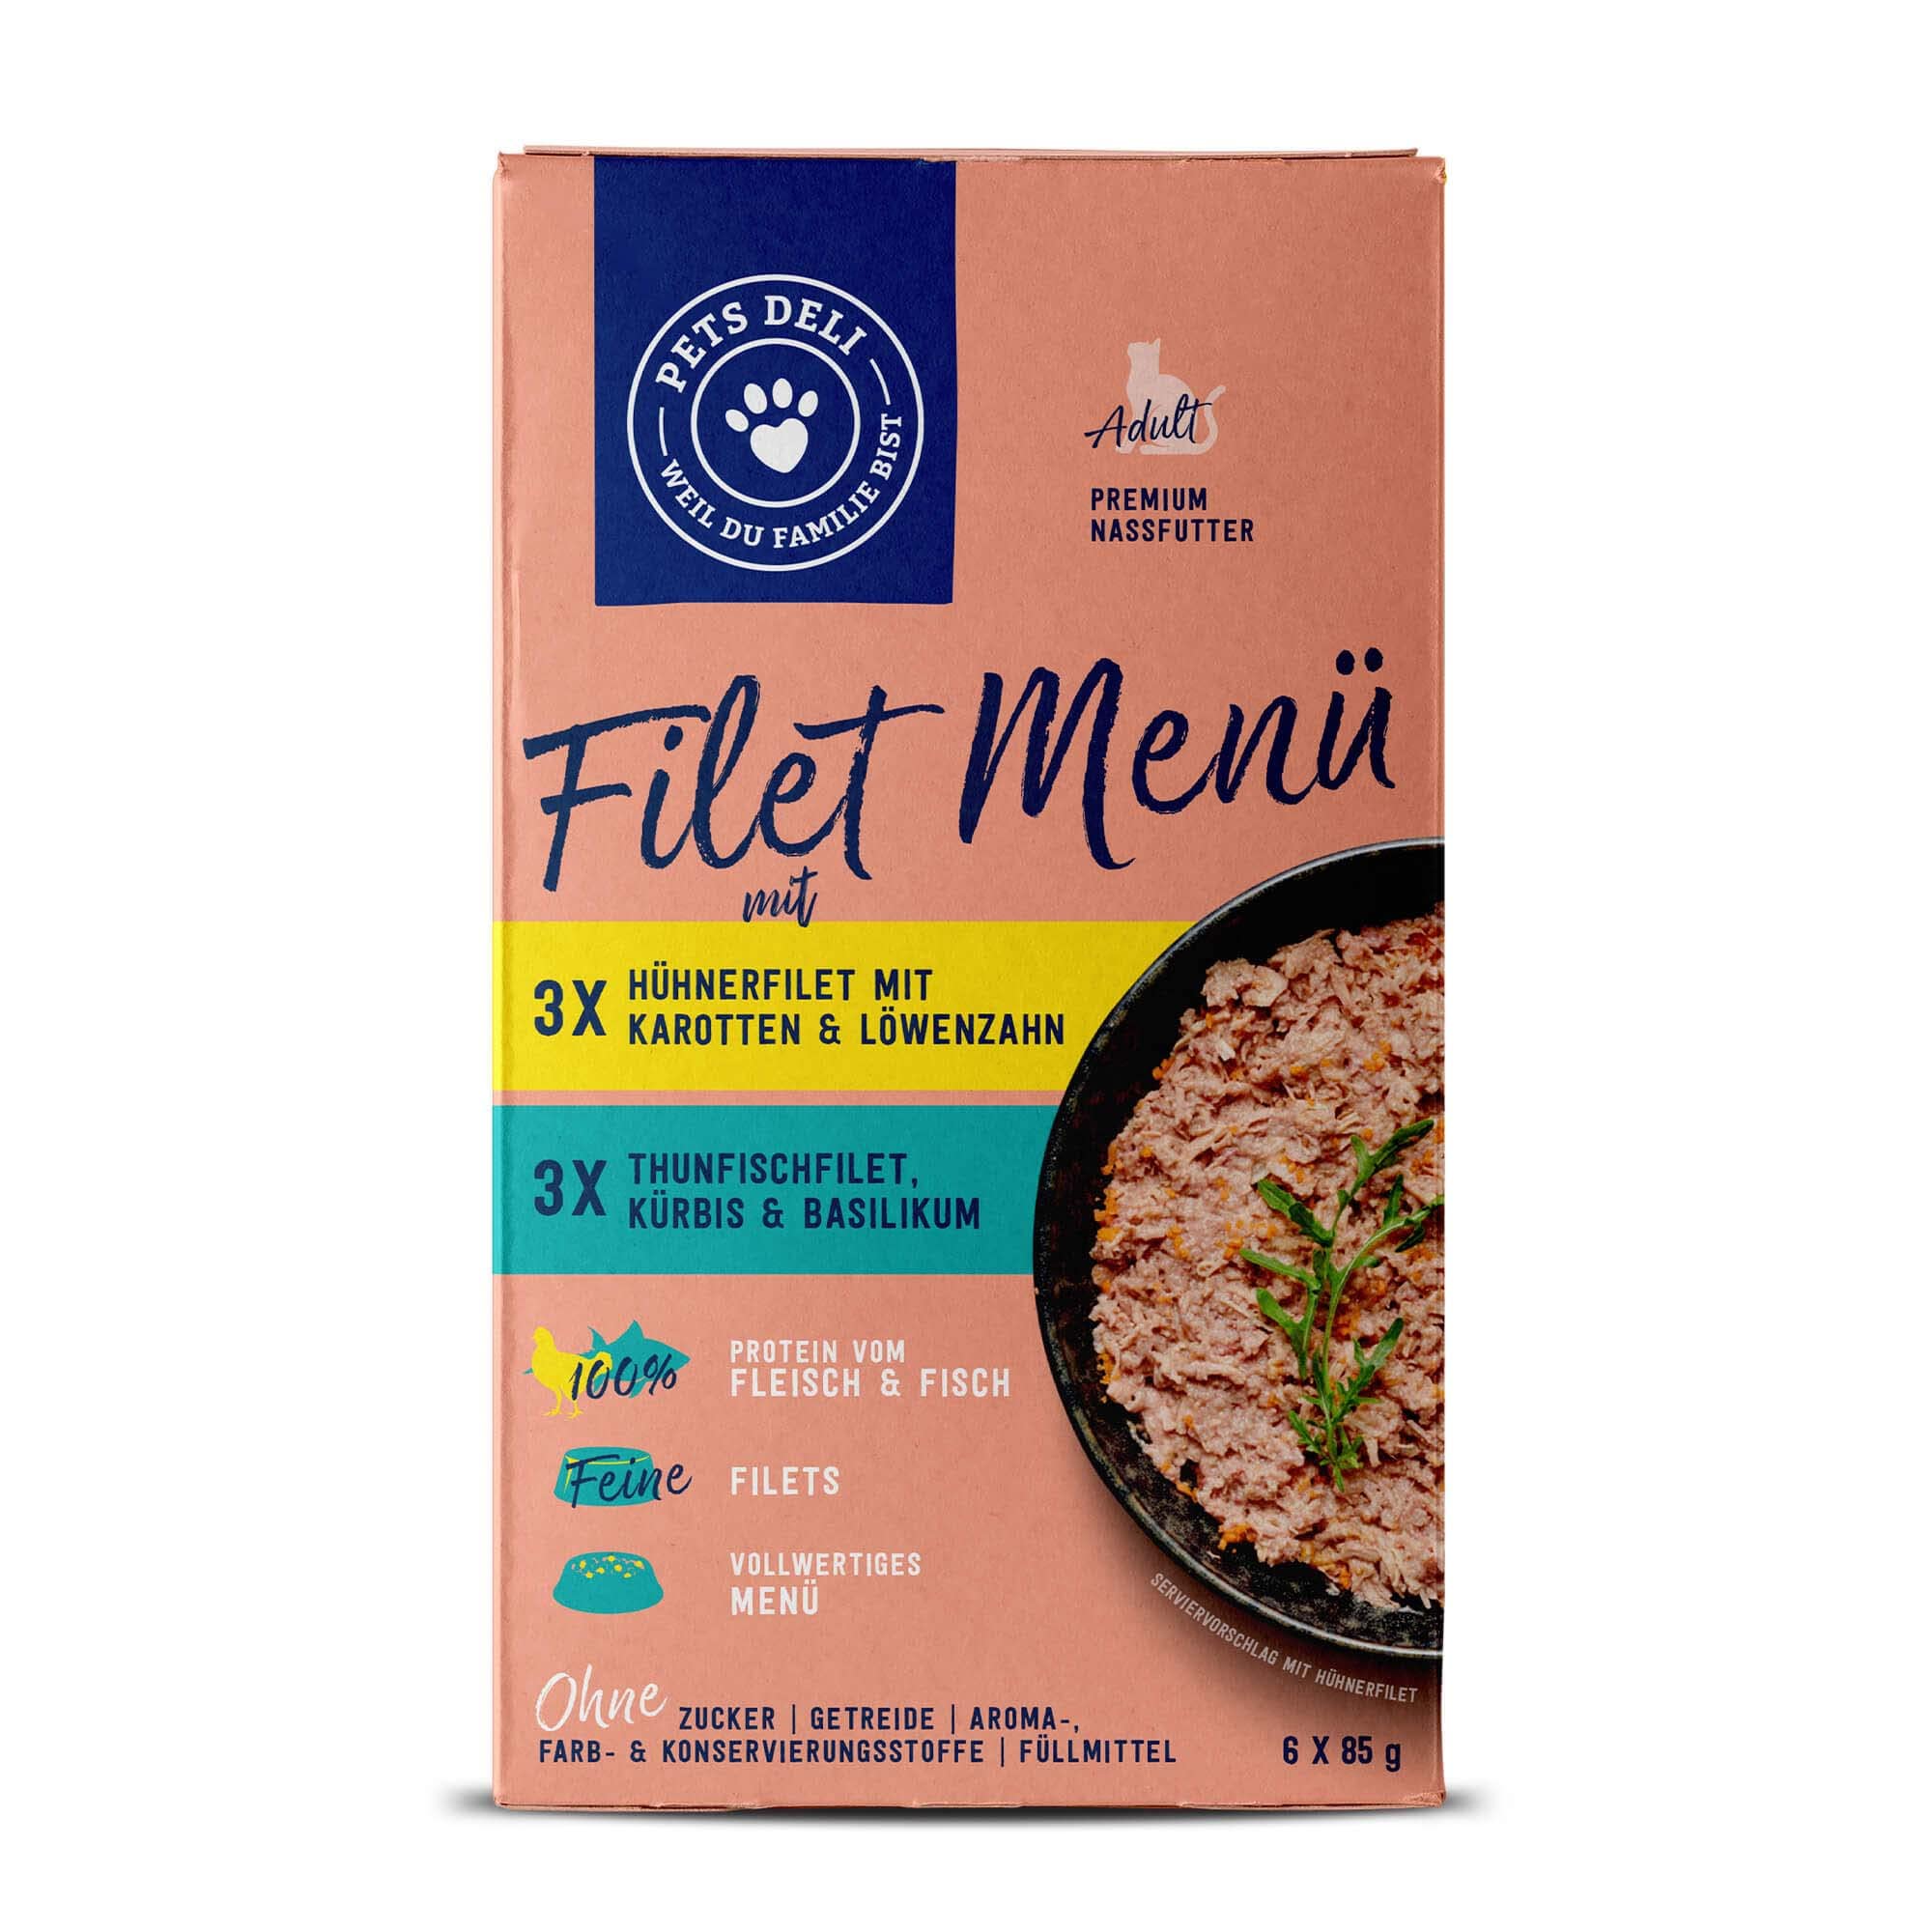 PETS DELI
WEIL DU FAMILIE BIST
Adult
PREMIUM
NASSFUTTER
Filet Menü
mit
3X HÜHNERFILET MIT
KAROTTEN & LÖWENZAHN
3X THUNFISCHFILET,
KÜRBIS & BASILIKUM
100% PROTEIN VOM
FLEISCH & FISCH
Feine FILETS
VOLLWERTIGES
MENÜ
SERVIERVORSCHLAG MIT HÜHNERFILET
Ohne ZUCKER | GETREIDE | AROMA-,
FARB- & KONSERVIERUNGSSTOFFE | FÜLLMITTEL
6 X 85 g